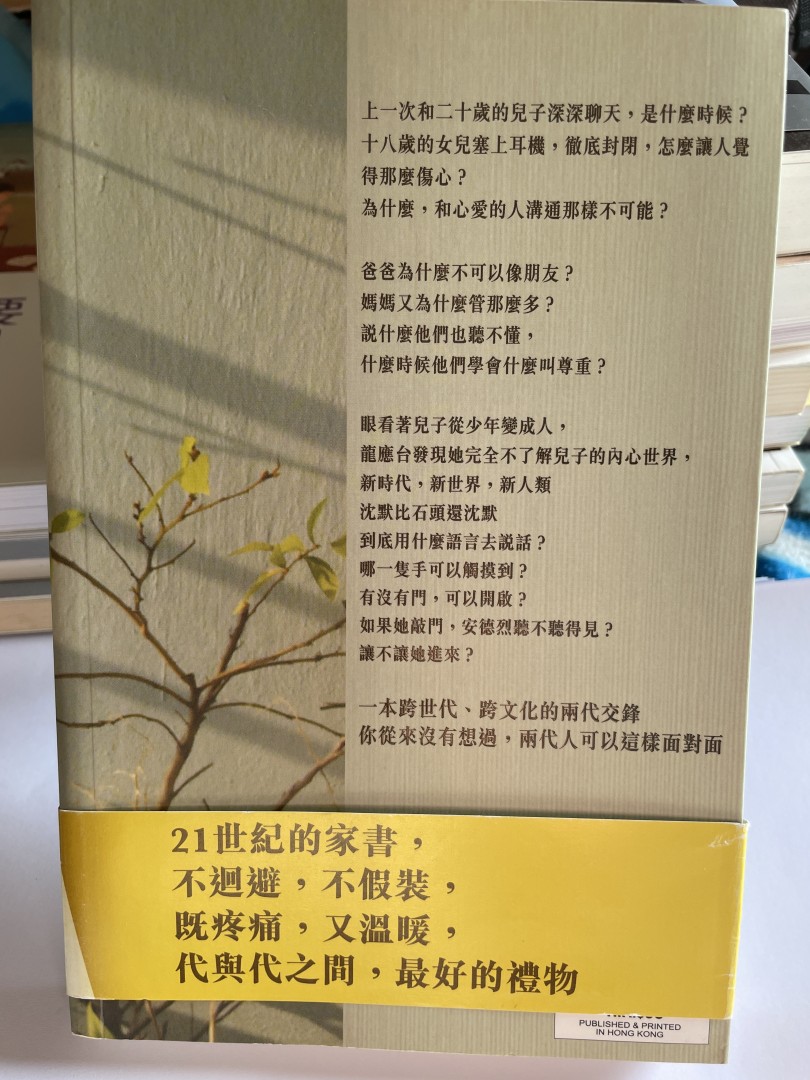 上一次和二十歲的兒子深深聊天，是什麼時候？
十八歲的女兒塞上耳機，徹底封閉，怎麼讓人覺
得那麼傷心？
為什麼，和心愛的人溝通那樣不可能？
爸爸為什麼不可以像朋友？
媽媽又為什麼管那麼多？
説什麼他們也聽不懂，
什麼時候他們學會什麼叫尊重？
眼看著兒子從少年變成人，
龍應台發現她完全不了解兒子的內心世界，
新時代，新世界，新人類
沈默比石頭還沈默
到底用什麼語言去説話？
哪一隻手可以觸摸到？
有沒有門，可以開啟？
如果她敲門，安德烈聽不聽得見？
讓不讓她進來？
一本跨世代、跨文化的兩代交鋒
你從來沒有想過，兩代人可以這樣面對面
21世紀的家書，
不迴避，不假裝，
既疼痛，又溫暖，
代與代之間，最好的禮物
PUBLISHED & PRINTED
IN HONG KONG